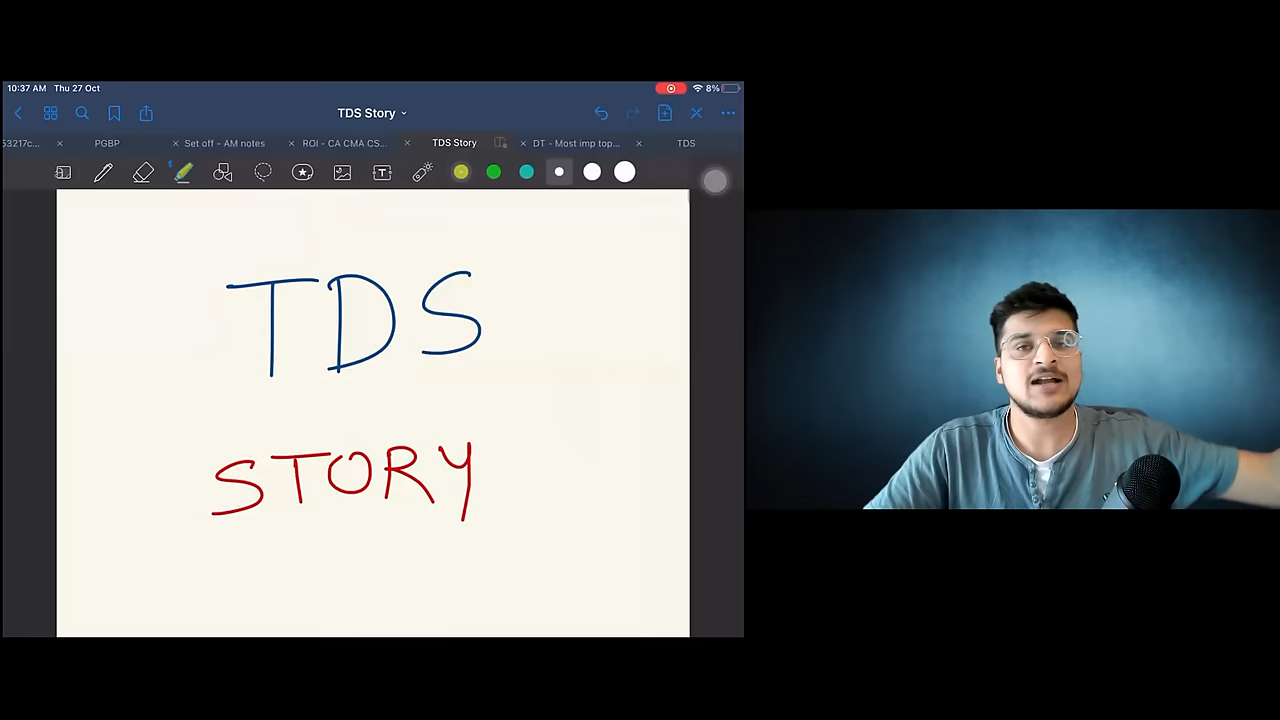 10:37 AM Thu 27 Oct 8%
TDS Story
53217c... PGBP Set off - AM notes ROI - CA CMA CS... TDS Story DT - Most imp top... TDS
TDS
STORY